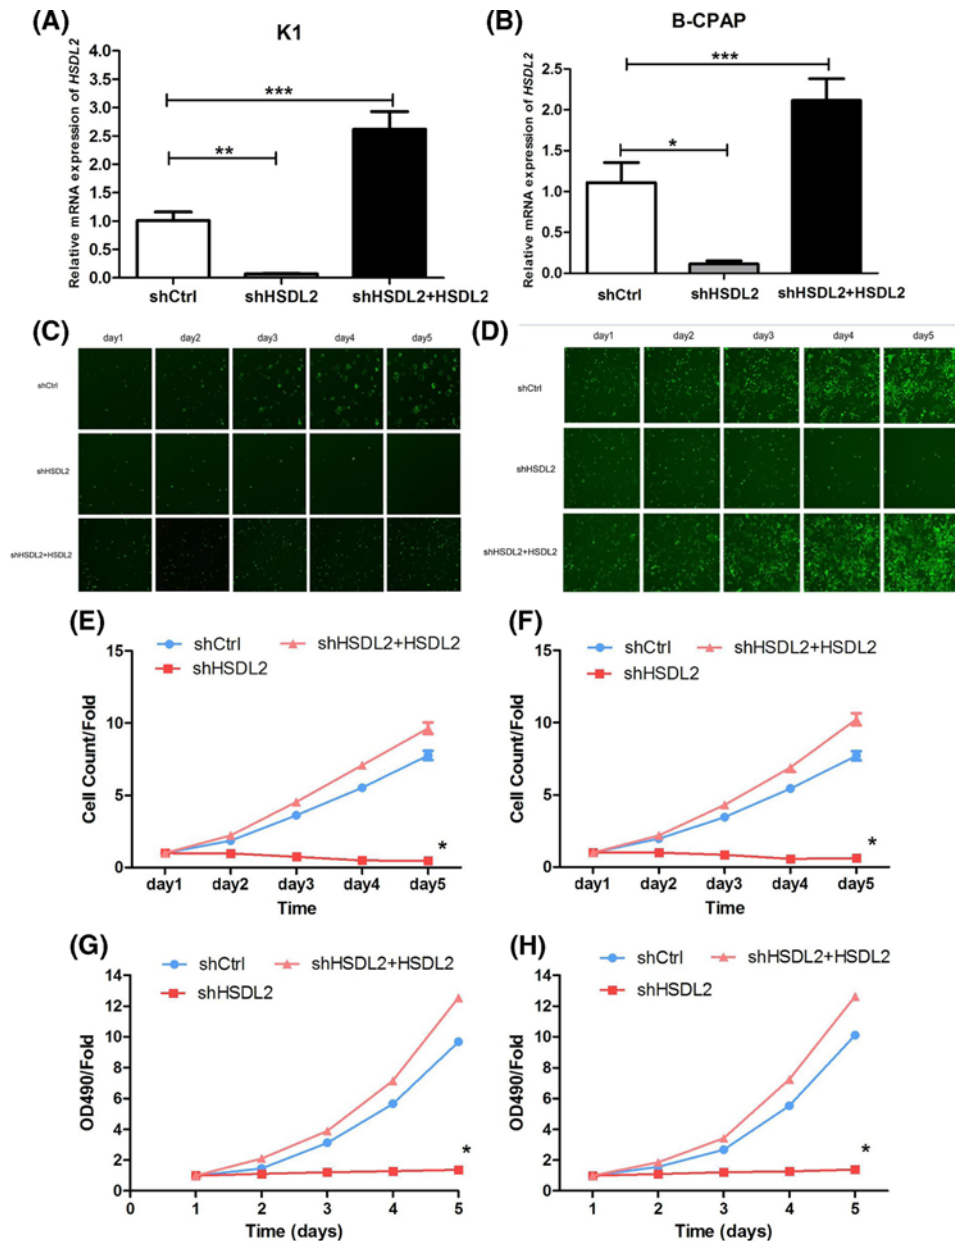 (A)
K1
Relative mRNA expression of HSDL2
4.0
3.5
3.0
2.5
2.0
1.5
1.0
0.5
0.0
***
**
shCtrl
shHSDL2
shHSDL2+HSDL2
(B)
B-CPAP
Relative mRNA expression of HSDL2
2.5
2.0
1.5
1.0
0.5
0.0
***
*
shCtrl
shHSDL2
shHSDL2+HSDL2
(C)
day1 day2 day3 day4 day5
shCtrl
shHSDL2
shHSDL2+HSDL2
(D)
day1 day2 day3 day4 day5
shCtrl
shHSDL2
shHSDL2+HSDL2
(E)
shCtrl shHSDL2+HSDL2
shHSDL2
Cell Count/Fold
15
10
5
0
*
day1 day2 day3 day4 day5
Time
(F)
shCtrl shHSDL2+HSDL2
shHSDL2
Cell Count/Fold
15
10
5
0
*
day1 day2 day3 day4 day5
Time
(G)
shCtrl shHSDL2+HSDL2
shHSDL2
OD490/Fold
14
12
10
8
6
4
2
0
*
0 1 2 3 4 5
Time (days)
(H)
shCtrl shHSDL2+HSDL2
shHSDL2
OD490/Fold
14
12
10
8
6
4
2
0
*
1 2 3 4 5
Time (days)